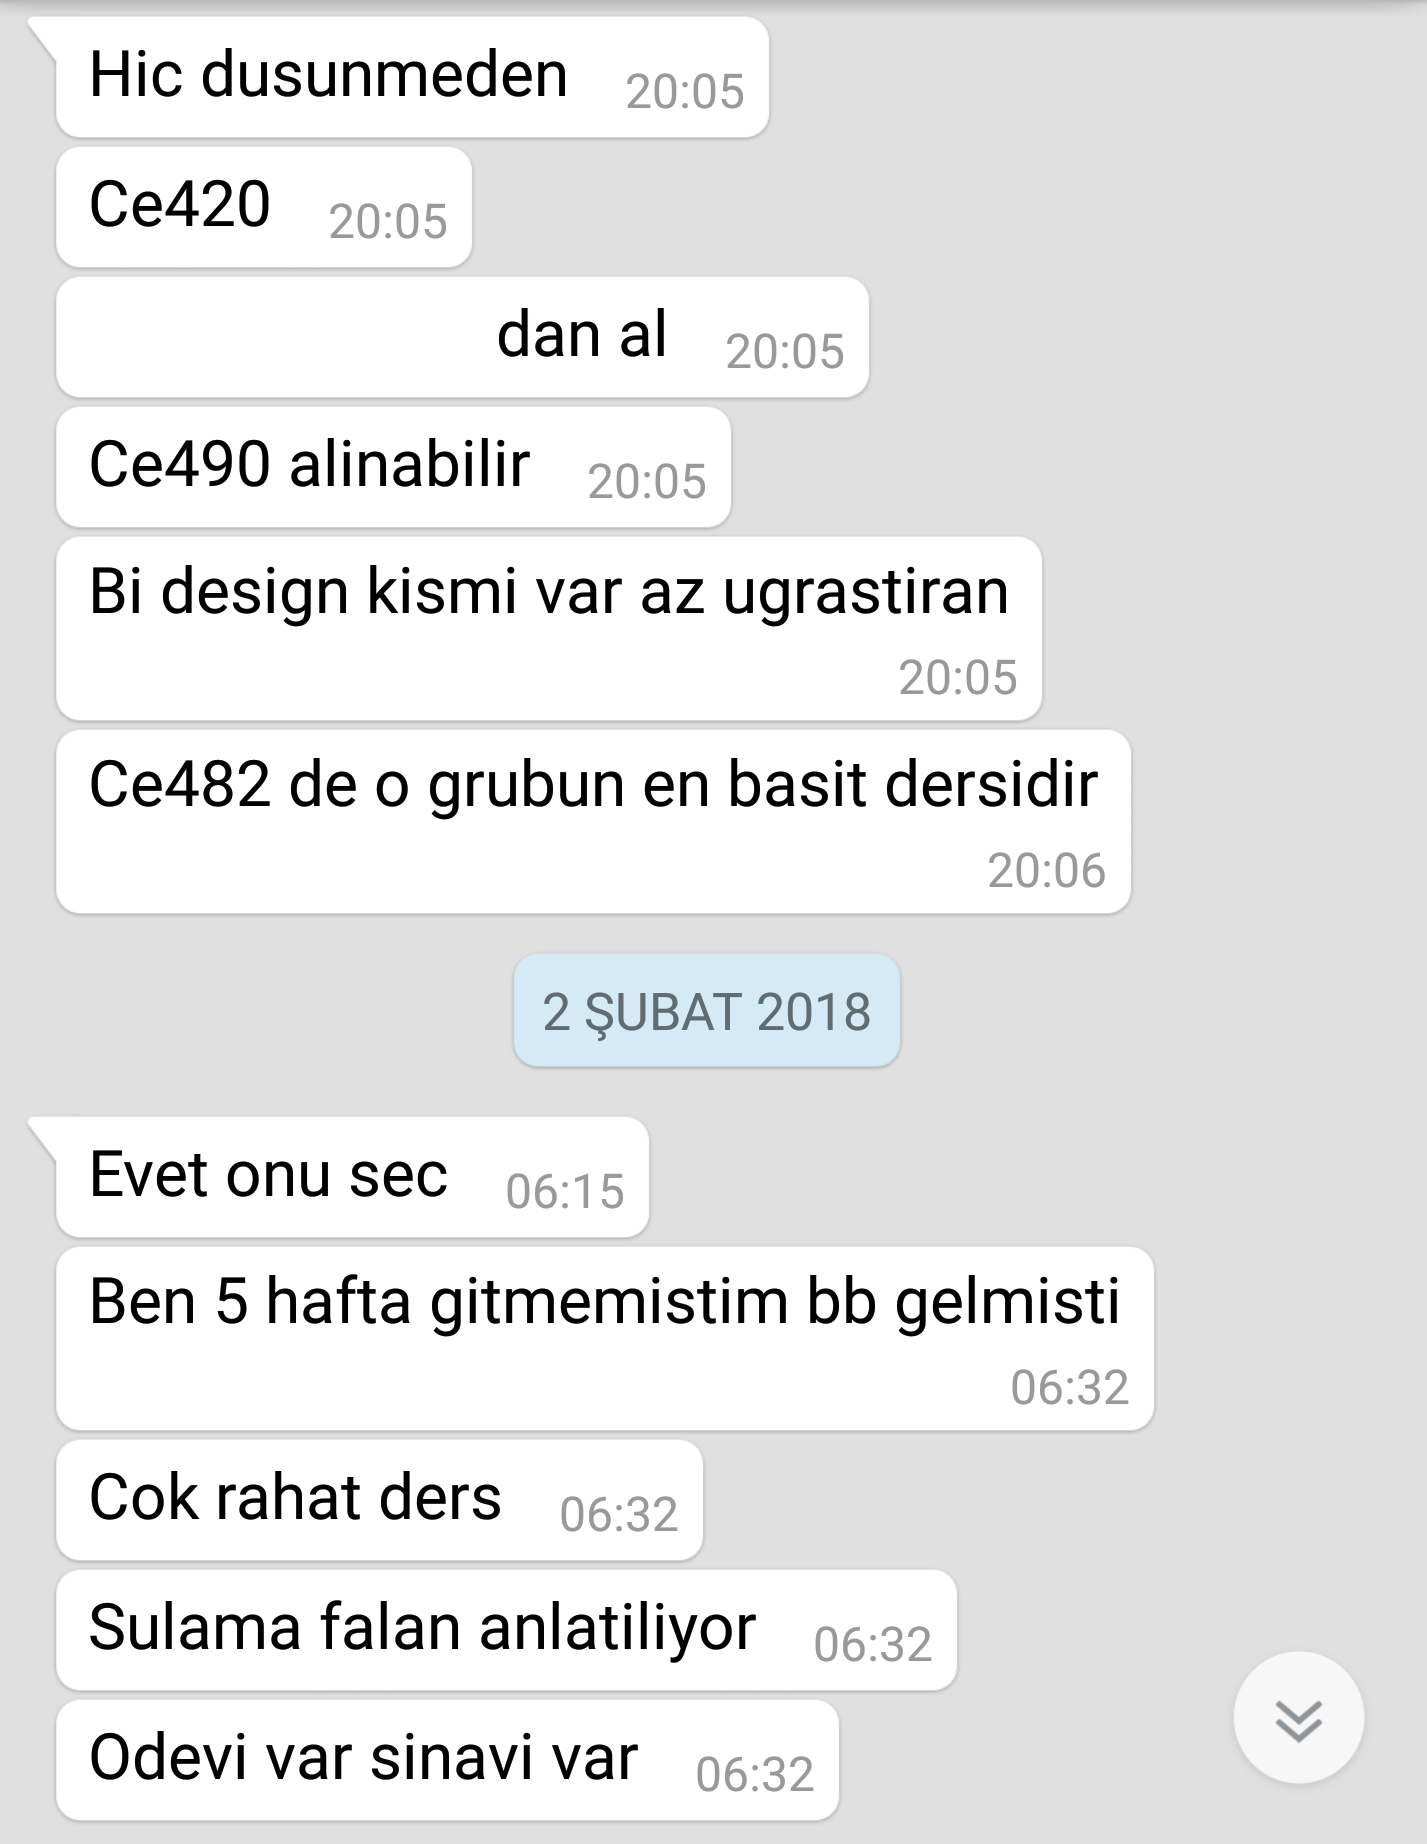 Hic dusunmeden 20:05
Ce420 20:05
dan al 20:05
Ce490 alinabilir 20:05
Bi design kismi var az ugrastiran
20:05
Ce482 de o grubun en basit dersidir
20:06
2 ŞUBAT 2018
Evet onu sec 06:15
Ben 5 hafta gitmemistim bb gelmisti
06:32
Cok rahat ders 06:32
Sulama falan anlatiliyor 06:32
Odevi var sinavi var 06:32